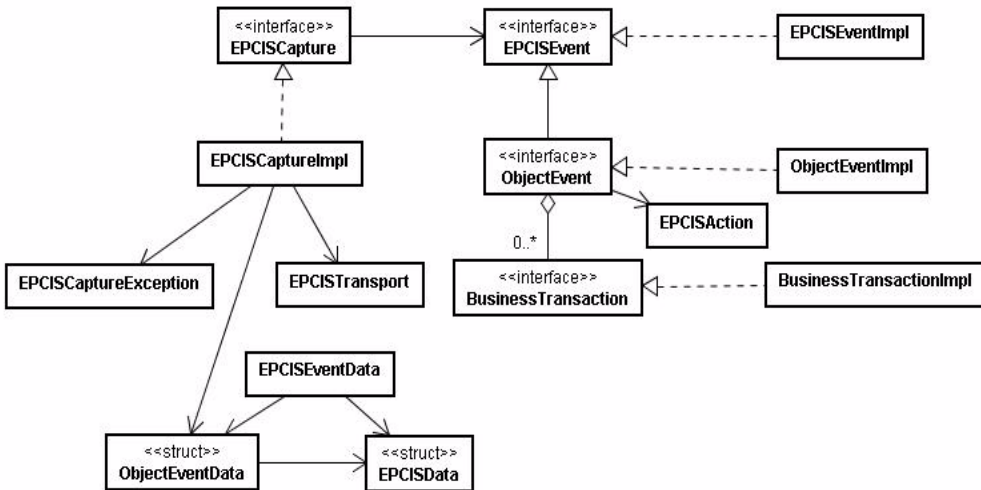 <<interface>>
EPCISCapture
<<interface>>
EPCISEvent
EPCISEventImpl
EPCISCaptureImpl
<<interface>>
ObjectEvent
ObjectEventImpl
EPCISAction
0..*
EPCISCaptureException
EPCISTransport
<<interface>>
BusinessTransaction
BusinessTransactionImpl
EPCISEventData
<<struct>>
ObjectEventData
<<struct>>
EPCISData